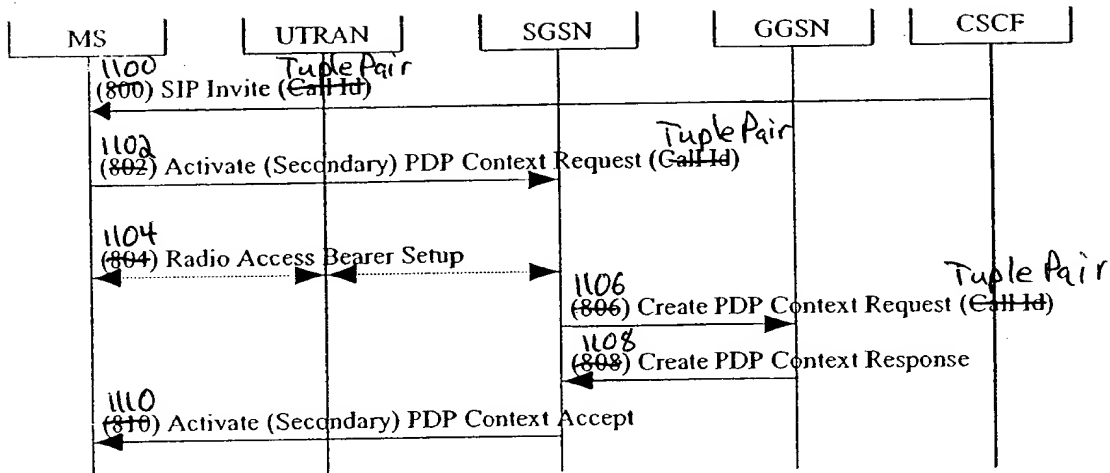 MS UTRAN SGSN GGSN CSCF
1100 Tuple Pair
(800) SIP Invite (Call Id)
1102 Tuple Pair
(802) Activate (Secondary) PDP Context Request (Call Id)
1104
(804) Radio Access Bearer Setup
1106 Tuple Pair
(806) Create PDP Context Request (Call Id)
1108
(808) Create PDP Context Response
1110
(810) Activate (Secondary) PDP Context Accept